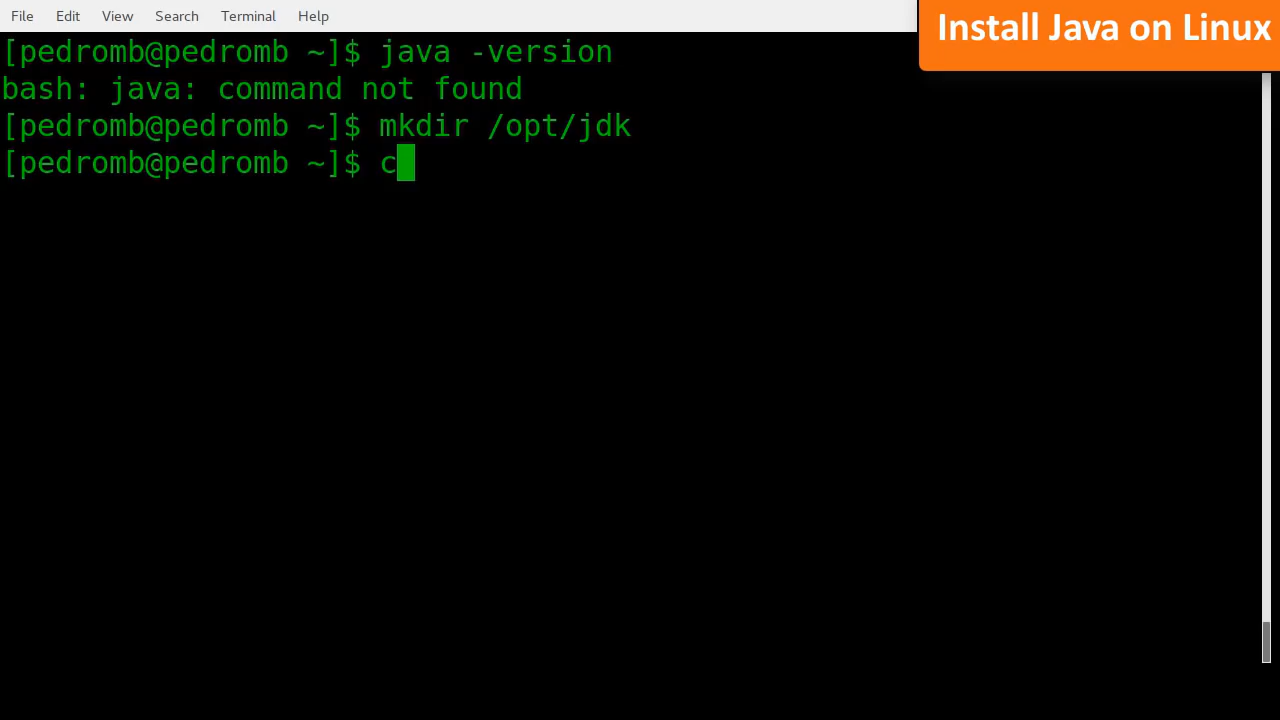 File Edit View Search Terminal Help
Install Java on Linux
[pedromb@pedromb ~]$ java -version
bash: java: command not found
[pedromb@pedromb ~]$ mkdir /opt/jdk
[pedromb@pedromb ~]$ c